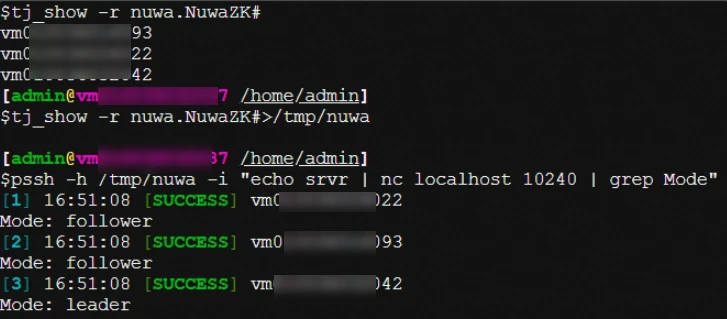 $tj_show -r nuwa.NuwaZK#
vm0 93
vm0 22
vm0 42
[admin@vm 7 /home/admin]
$tj_show -r nuwa.NuwaZK#>/tmp/nuwa
[admin@vm 37 /home/admin]
$pssh -h /tmp/nuwa -i "echo srvr | nc localhost 10240 | grep Mode"
[1] 16:51:08 [SUCCESS] vm0 022
Mode: follower
[2] 16:51:08 [SUCCESS] vm0 093
Mode: follower
[3] 16:51:08 [SUCCESS] vm0 042
Mode: leader